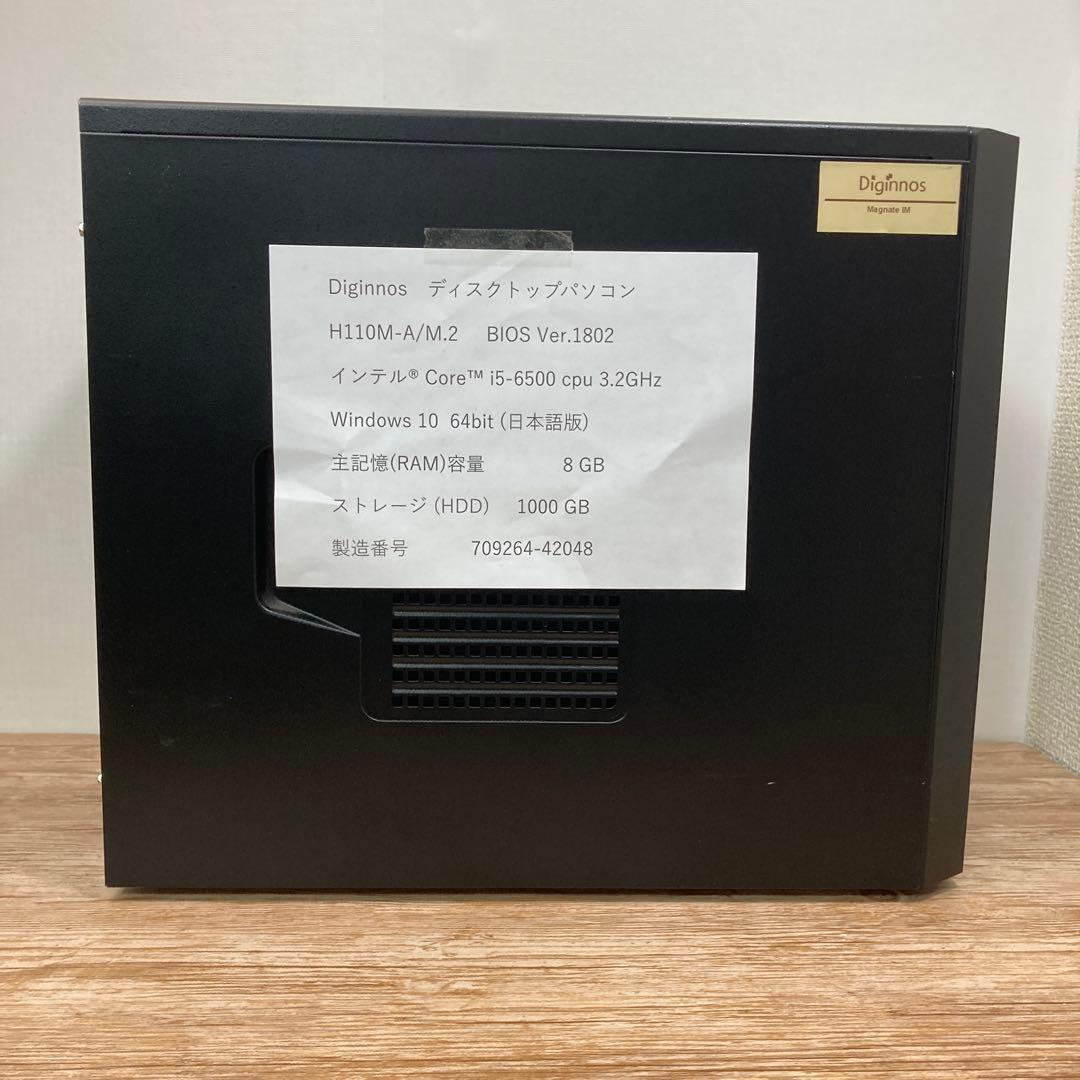 Diginnos
Magnate IM
Diginnos ディスクトップパソコン
H110M-A/M.2 BIOS Ver.1802
インテル® Core™ i5-6500 cpu 3.2GHz
Windows 10 64bit (日本語版)
主記憶(RAM)容量 8 GB
ストレージ (HDD) 1000 GB
製造番号 709264-42048